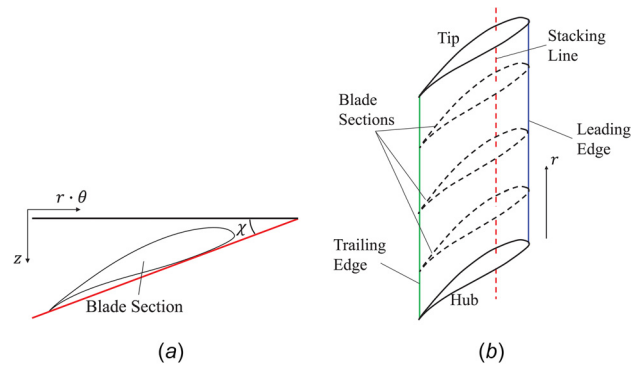 r · θ
z
χ
Blade Section
(a)
Tip
Stacking
Line
Blade
Sections
Leading
Edge
r
Trailing
Edge
Hub
(b)